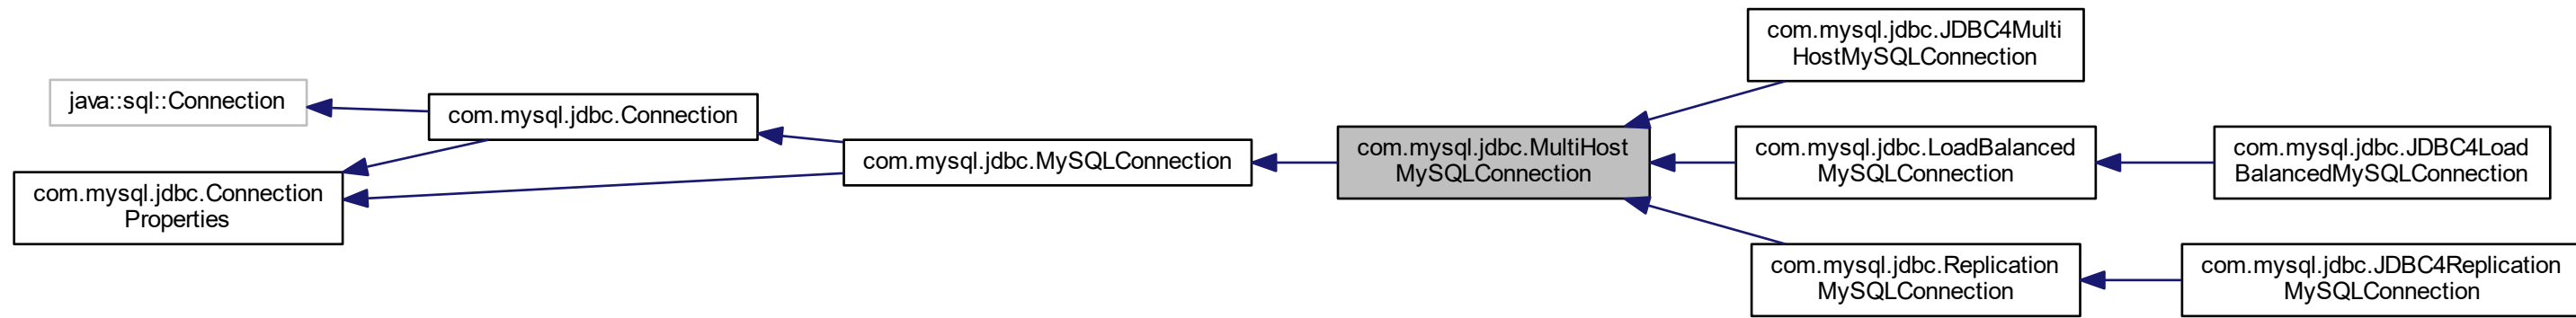 java::sql::Connection
com.mysql.jdbc.Connection
Properties
com.mysql.jdbc.Connection
com.mysql.jdbc.MySQLConnection
com.mysql.jdbc.MultiHost
MySQLConnection
com.mysql.jdbc.JDBC4Multi
HostMySQLConnection
com.mysql.jdbc.LoadBalanced
MySQLConnection
com.mysql.jdbc.Replication
MySQLConnection
com.mysql.jdbc.JDBC4Load
BalancedMySQLConnection
com.mysql.jdbc.JDBC4Replication
MySQLConnection